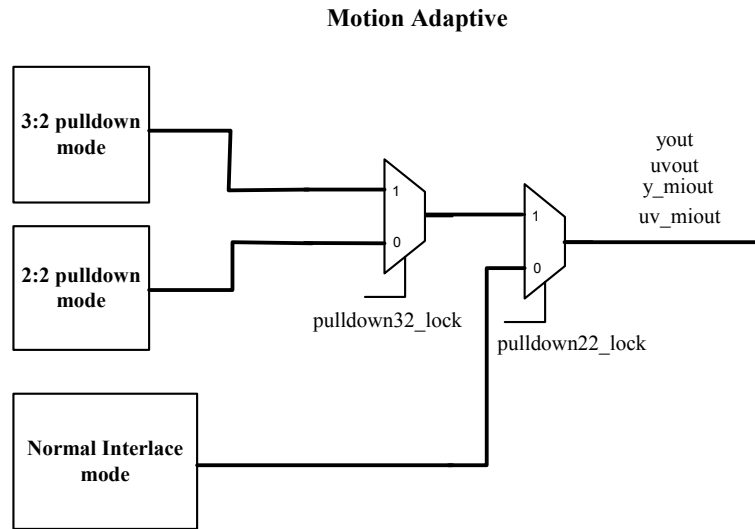 Motion Adaptive
3:2 pulldown
mode
1
0
pulldown32_lock
2:2 pulldown
mode
1
0
pulldown22_lock
yout
uvout
y_miout
uv_miout
Normal Interlace
mode